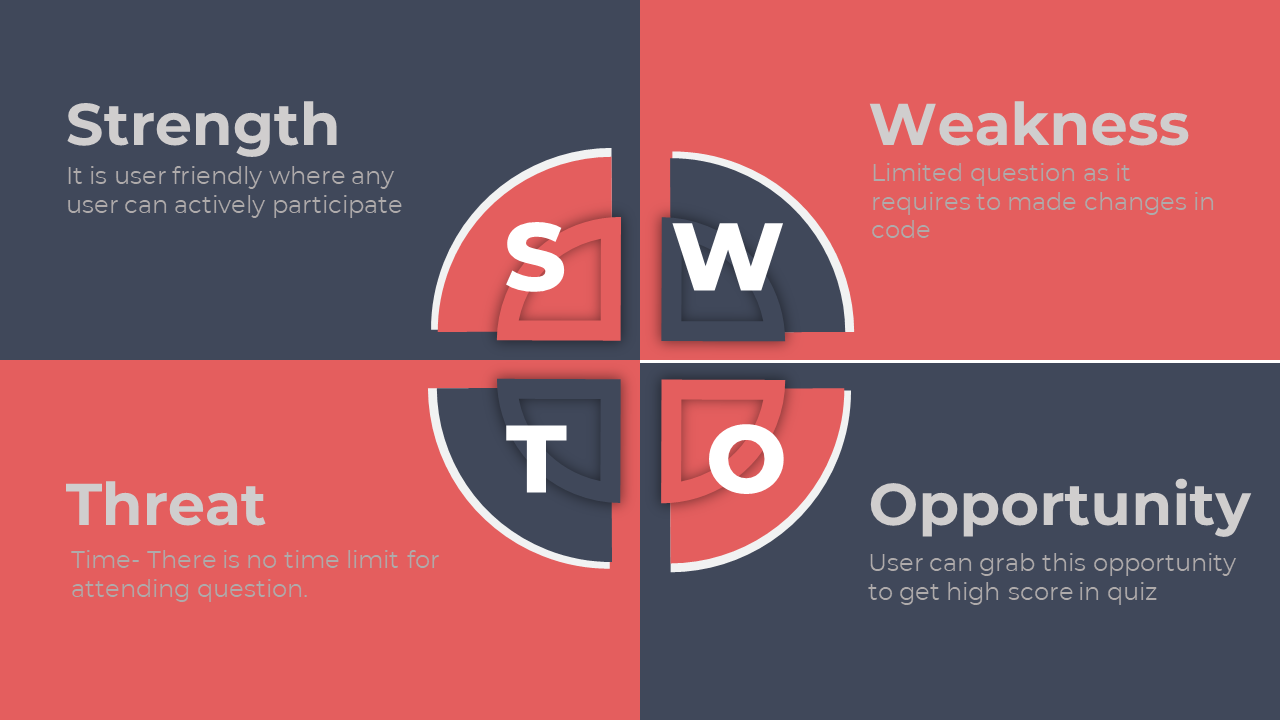 Strength
It is user friendly where any
user can actively participate
Weakness
Limited question as it
requires to made changes in
code
S
W
T
O
Threat
Time- There is no time limit for
attending question.
Opportunity
User can grab this opportunity
to get high score in quiz